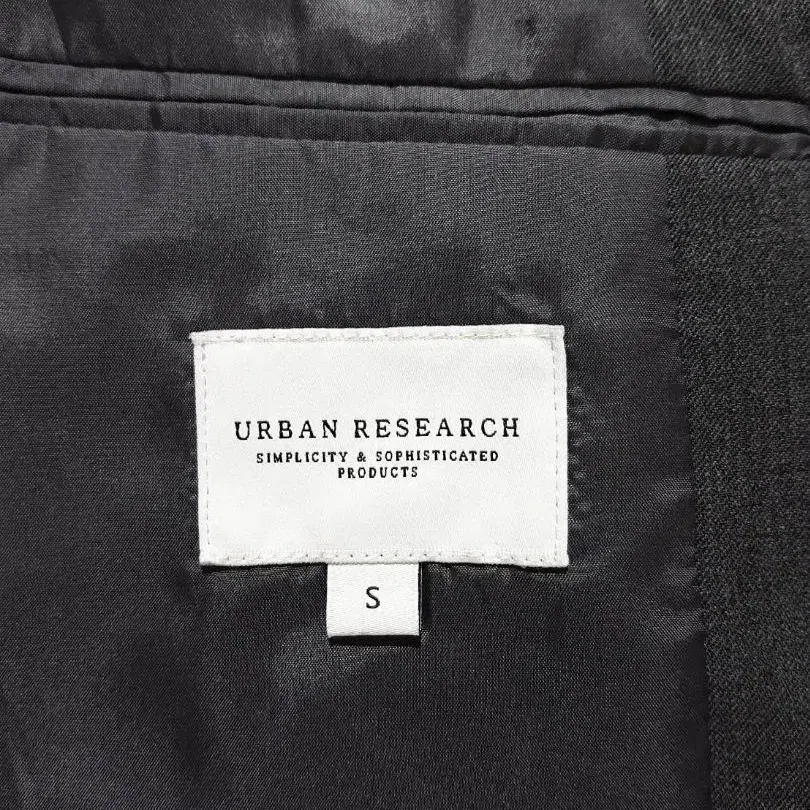 URBAN RESEARCH
SIMPLICITY & SOPHISTICATED
PRODUCTS
S